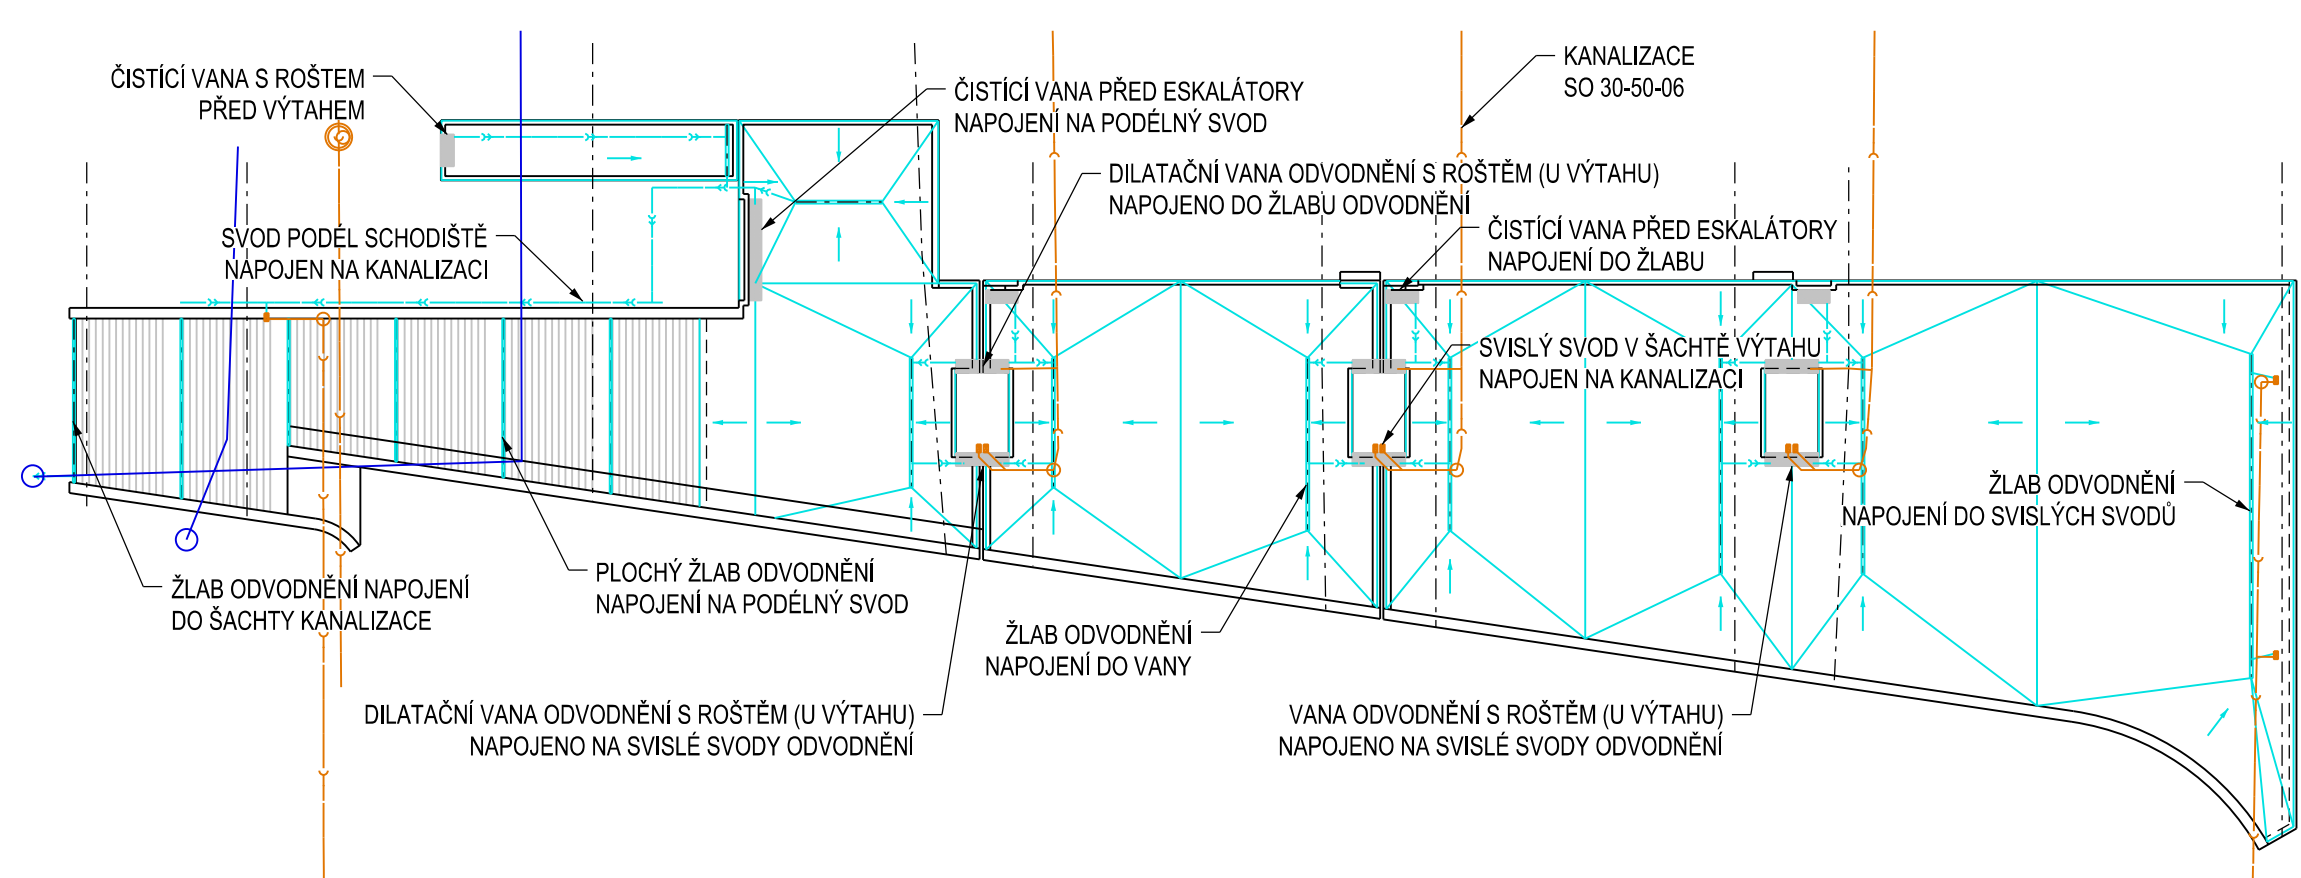 ČISTÍCÍ VANA S ROŠTEM
PŘED VÝTAHEM
ČISTÍCÍ VANA PŘED ESKALÁTORY
NAPOJENÍ NA PODÉLNÝ SVOD
KANALIZACE
SO 30-50-06
DILATAČNÍ VANA ODVODNĚNÍ S ROŠTĚM (U VÝTAHU)
NAPOJENO DO ŽLABU ODVODNĚNÍ
SVOD PODÉL SCHODIŠTĚ
NAPOJEN NA KANALIZACI
ČISTÍCÍ VANA PŘED ESKALÁTORY
NAPOJENÍ DO ŽLABU
SVISLÝ SVOD V ŠACHTĚ VÝTAHU
NAPOJEN NA KANALIZACI
ŽLAB ODVODNĚNÍ
NAPOJENÍ DO SVISLÝCH SVODŮ
ŽLAB ODVODNĚNÍ NAPOJENÍ
DO ŠACHTY KANALIZACE
PLOCHÝ ŽLAB ODVODNĚNÍ
NAPOJENÍ NA PODÉLNÝ SVOD
ŽLAB ODVODNĚNÍ
NAPOJENÍ DO VANY
DILATAČNÍ VANA ODVODNĚNÍ S ROŠTĚM (U VÝTAHU)
NAPOJENO NA SVISLÉ SVODY ODVODNĚNÍ
VANA ODVODNĚNÍ S ROŠTĚM (U VÝTAHU)
NAPOJENO NA SVISLÉ SVODY ODVODNĚNÍ